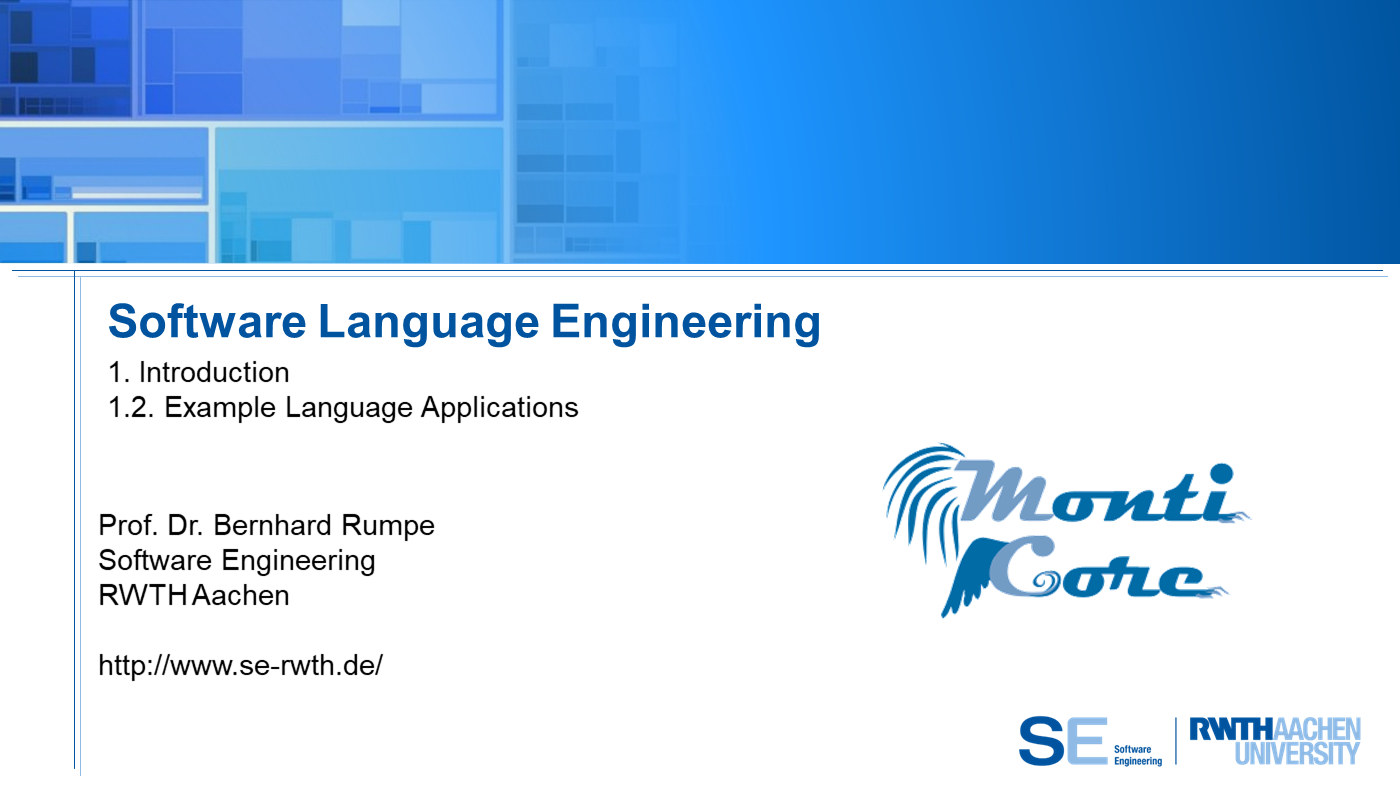 Software Language Engineering
1. Introduction
1.2. Example Language Applications
Prof. Dr. Bernhard Rumpe
Software Engineering
RWTH Aachen
http://www.se-rwth.de/
Monti
Core
SE Software
Engineering
RWTHAACHEN
UNIVERSITY